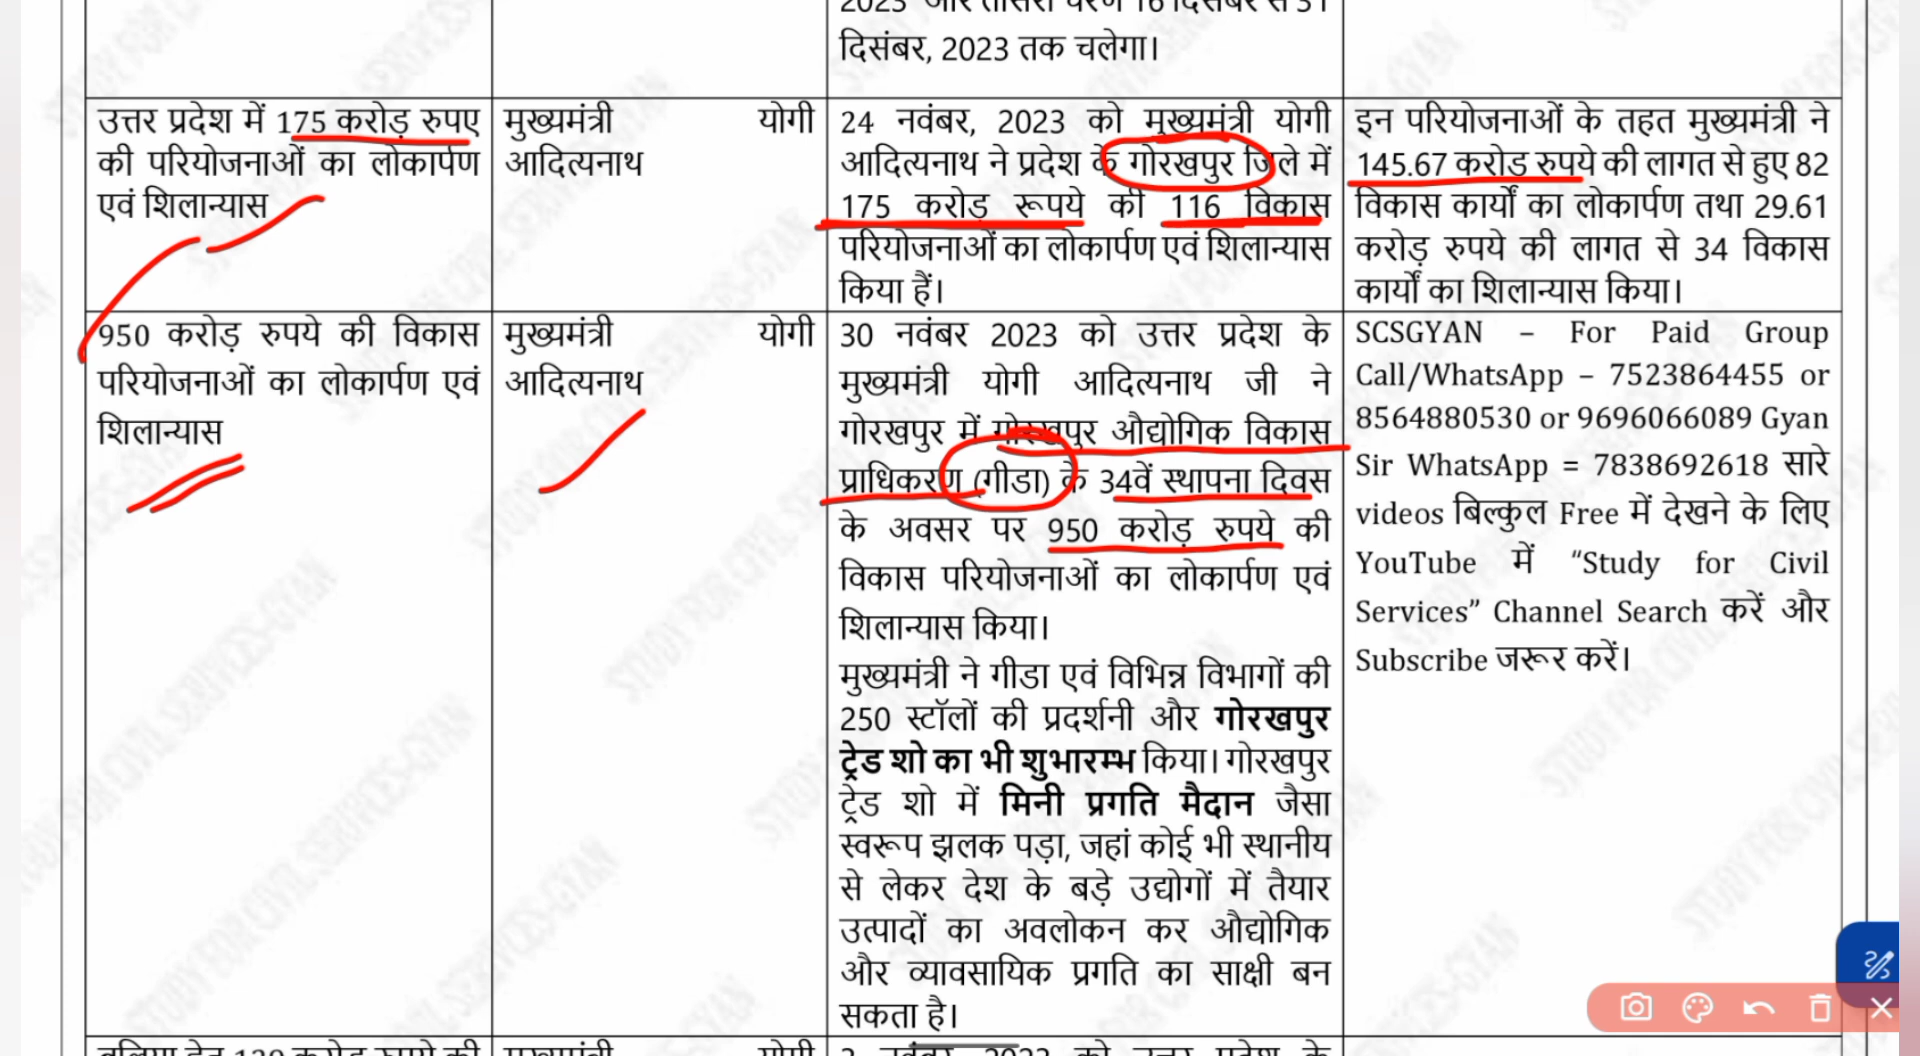 दिसंबर, 2023 तक चलेगा।
उत्तर प्रदेश में 175 करोड़ रुपए
की परियोजनाओं का लोकार्पण
एवं शिलान्यास
मुख्यमंत्री योगी
आदित्यनाथ
24 नवंबर, 2023 को मुख्यमंत्री योगी
आदित्यनाथ ने प्रदेश के गोरखपुर जिले में
175 करोड़ रूपये की 116 विकास
परियोजनाओं का लोकार्पण एवं शिलान्यास
किया हैं।
इन परियोजनाओं के तहत मुख्यमंत्री ने
145.67 करोड़ रुपये की लागत से हुए 82
विकास कार्यों का लोकार्पण तथा 29.61
करोड़ रुपये की लागत से 34 विकास
कार्यों का शिलान्यास किया।
950 करोड़ रुपये की विकास
परियोजनाओं का लोकार्पण एवं
शिलान्यास
मुख्यमंत्री योगी
आदित्यनाथ
30 नवंबर 2023 को उत्तर प्रदेश के
मुख्यमंत्री योगी आदित्यनाथ जी ने
गोरखपुर में गोरखपुर औद्योगिक विकास
प्राधिकरण (गीडा) के 34वें स्थापना दिवस
के अवसर पर 950 करोड़ रुपये की
विकास परियोजनाओं का लोकार्पण एवं
शिलान्यास किया।
मुख्यमंत्री ने गीडा एवं विभिन्न विभागों की
250 स्टॉलों की प्रदर्शनी और गोरखपुर
ट्रेड शो का भी शुभारम्भ किया। गोरखपुर
ट्रेड शो में मिनी प्रगति मैदान जैसा
स्वरूप झलक पड़ा, जहां कोई भी स्थानीय
से लेकर देश के बड़े उद्योगों में तैयार
उत्पादों का अवलोकन कर औद्योगिक
और व्यावसायिक प्रगति का साक्षी बन
सकता है।
SCSGYAN – For Paid Group
Call/WhatsApp – 7523864455 or
8564880530 or 9696066089 Gyan
Sir WhatsApp = 7838692618 सारे
videos बिल्कुल Free में देखने के लिए
YouTube में “Study for Civil
Services” Channel Search करें और
Subscribe जरूर करें।